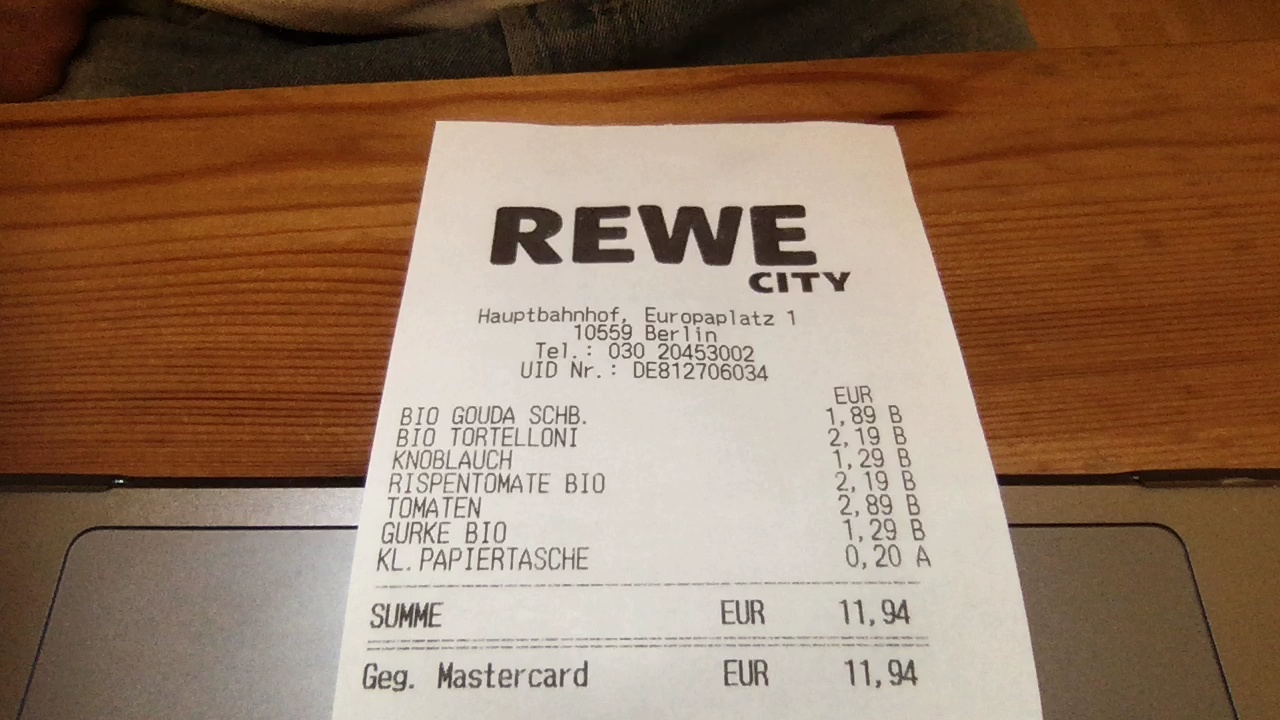 REWE
CITY
Hauptbahnhof, Europaplatz 1
10559 Berlin
Tel.: 030 20453002
UID Nr.: DE812706034
EUR
BIO GOUDA SCHB. 1,89 B
BIO TORTELLONI 2,19 B
KNOBLAUCH 1,29 B
RISPENTOMATE BIO 2,19 B
TOMATEN 2,89 B
GURKE BIO 1,29 B
KL.PAPIERTASCHE 0,20 A
SUMME EUR 11,94
Geg. Mastercard EUR 11,94